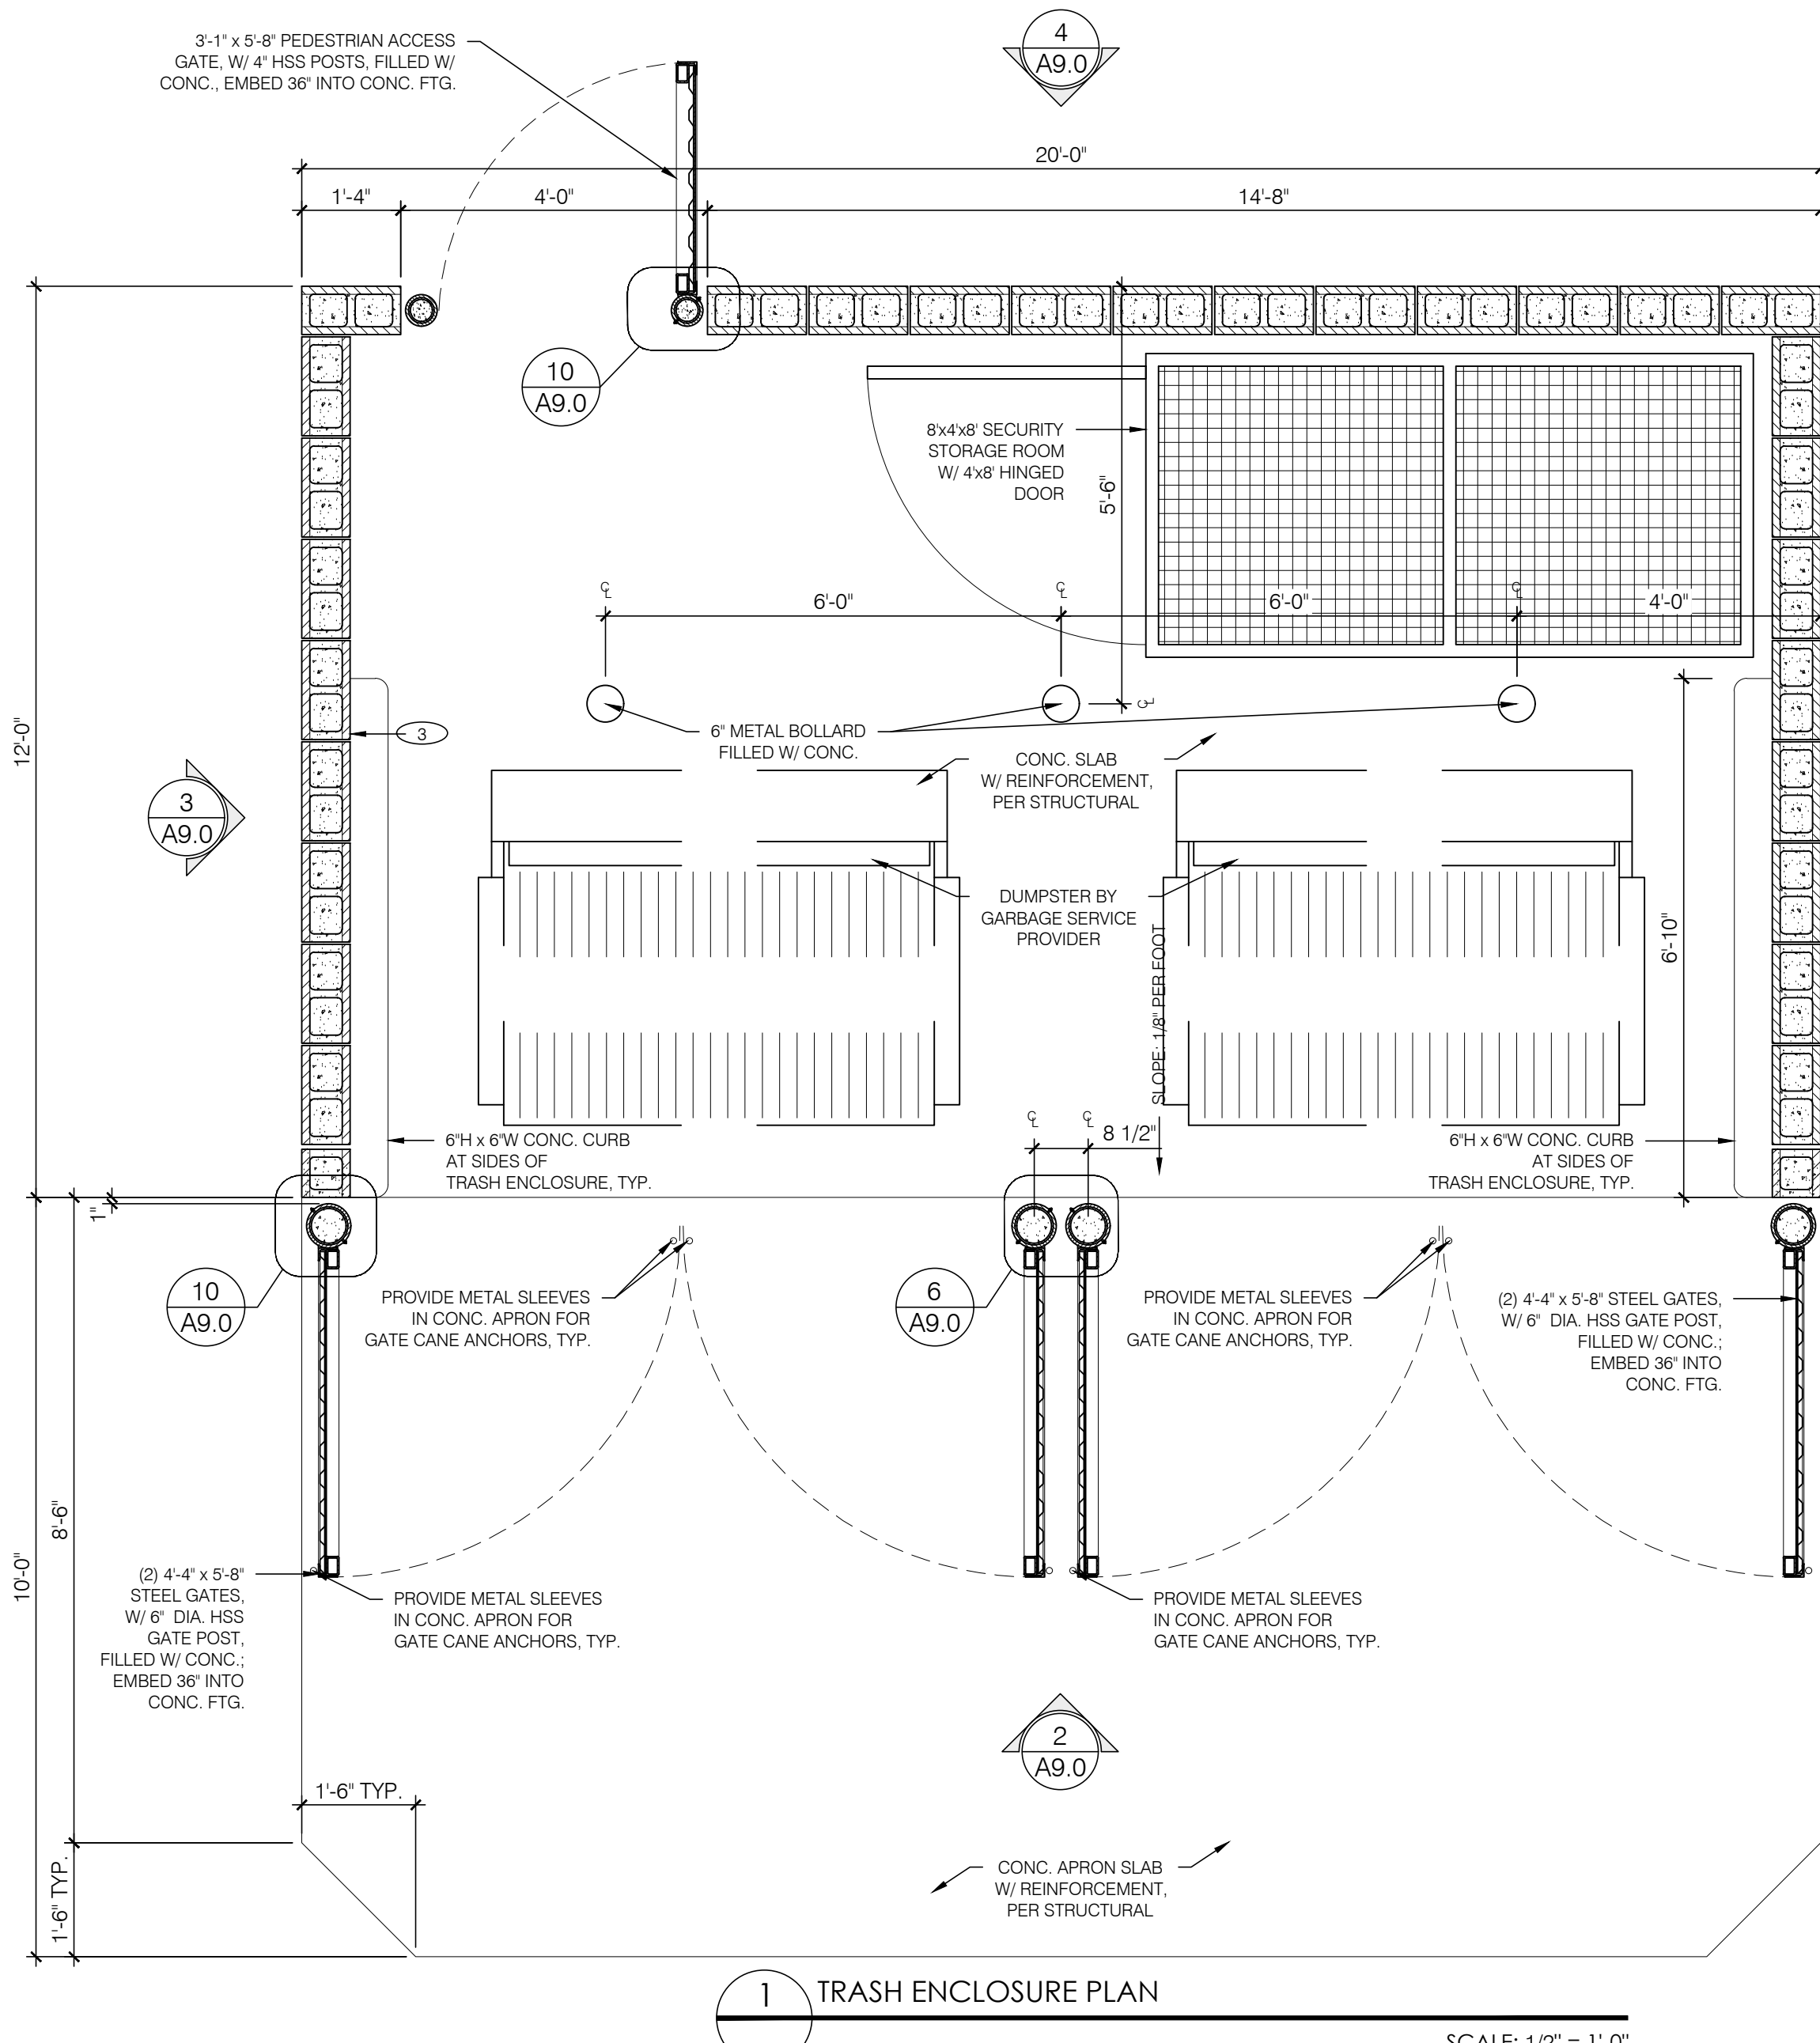 3'-1" x 5'-8" PEDESTRIAN ACCESS
GATE, W/ 4" HSS POSTS, FILLED W/
CONC., EMBED 36" INTO CONC. FTG.
4
A9.0
20'-0"
1'-4"
4'-0"
14'-8"
10
A9.0
8'x4'x8' SECURITY
STORAGE ROOM
W/ 4'x8' HINGED
DOOR
5'-6"
6'-0"
6'-0"
4'-0"
12'-0"
3
6" METAL BOLLARD
FILLED W/ CONC.
CONC. SLAB
W/ REINFORCEMENT,
PER STRUCTURAL
3
A9.0
DUMPSTER BY
GARBAGE SERVICE
PROVIDER
SLOPE: 1/8" PER FOOT
6'-10"
8 1/2"
6"H x 6"W CONC. CURB
AT SIDES OF
TRASH ENCLOSURE, TYP.
6"H x 6"W CONC. CURB
AT SIDES OF
TRASH ENCLOSURE, TYP.
1"
10
A9.0
PROVIDE METAL SLEEVES
IN CONC. APRON FOR
GATE CANE ANCHORS, TYP.
6
A9.0
PROVIDE METAL SLEEVES
IN CONC. APRON FOR
GATE CANE ANCHORS, TYP.
(2) 4'-4" x 5'-8" STEEL GATES,
W/ 6" DIA. HSS GATE POST,
FILLED W/ CONC.;
EMBED 36" INTO
CONC. FTG.
8'-6"
10'-0"
(2) 4'-4" x 5'-8"
STEEL GATES,
W/ 6" DIA. HSS
GATE POST,
FILLED W/ CONC.;
EMBED 36" INTO
CONC. FTG.
PROVIDE METAL SLEEVES
IN CONC. APRON FOR
GATE CANE ANCHORS, TYP.
PROVIDE METAL SLEEVES
IN CONC. APRON FOR
GATE CANE ANCHORS, TYP.
2
A9.0
1'-6" TYP.
1'-6" TYP.
CONC. APRON SLAB
W/ REINFORCEMENT,
PER STRUCTURAL
1
TRASH ENCLOSURE PLAN
SCALE: 1/2" = 1'-0"